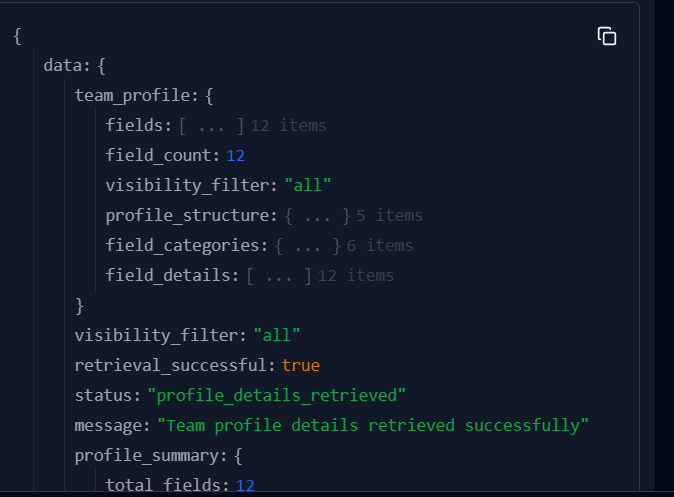 {
data: {
team_profile: {
fields: [ ... ] 12 items
field_count: 12
visibility_filter: "all"
profile_structure: { ... } 5 items
field_categories: { ... } 6 items
field_details: [ ... ] 12 items
}
visibility_filter: "all"
retrieval_successful: true
status: "profile_details_retrieved"
message: "Team profile details retrieved successfully"
profile_summary: {
total_fields: 12